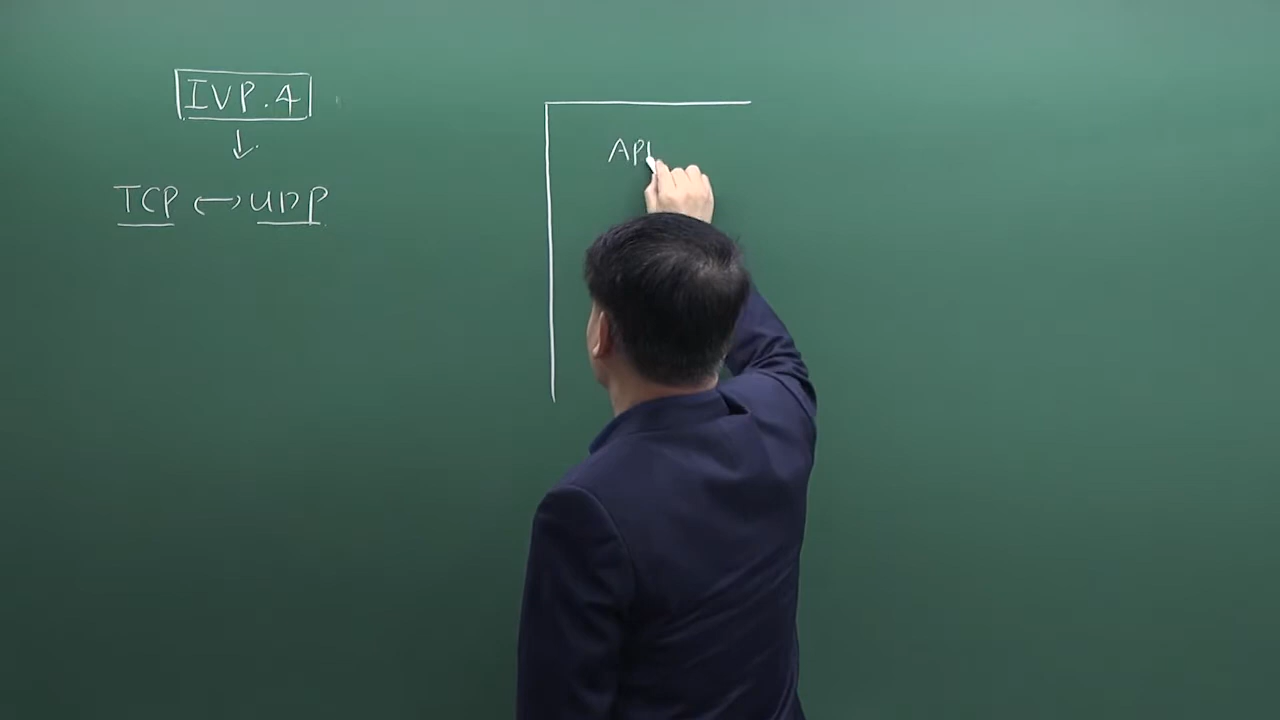 IVP.4
↓
TCP ↔ UDP
API